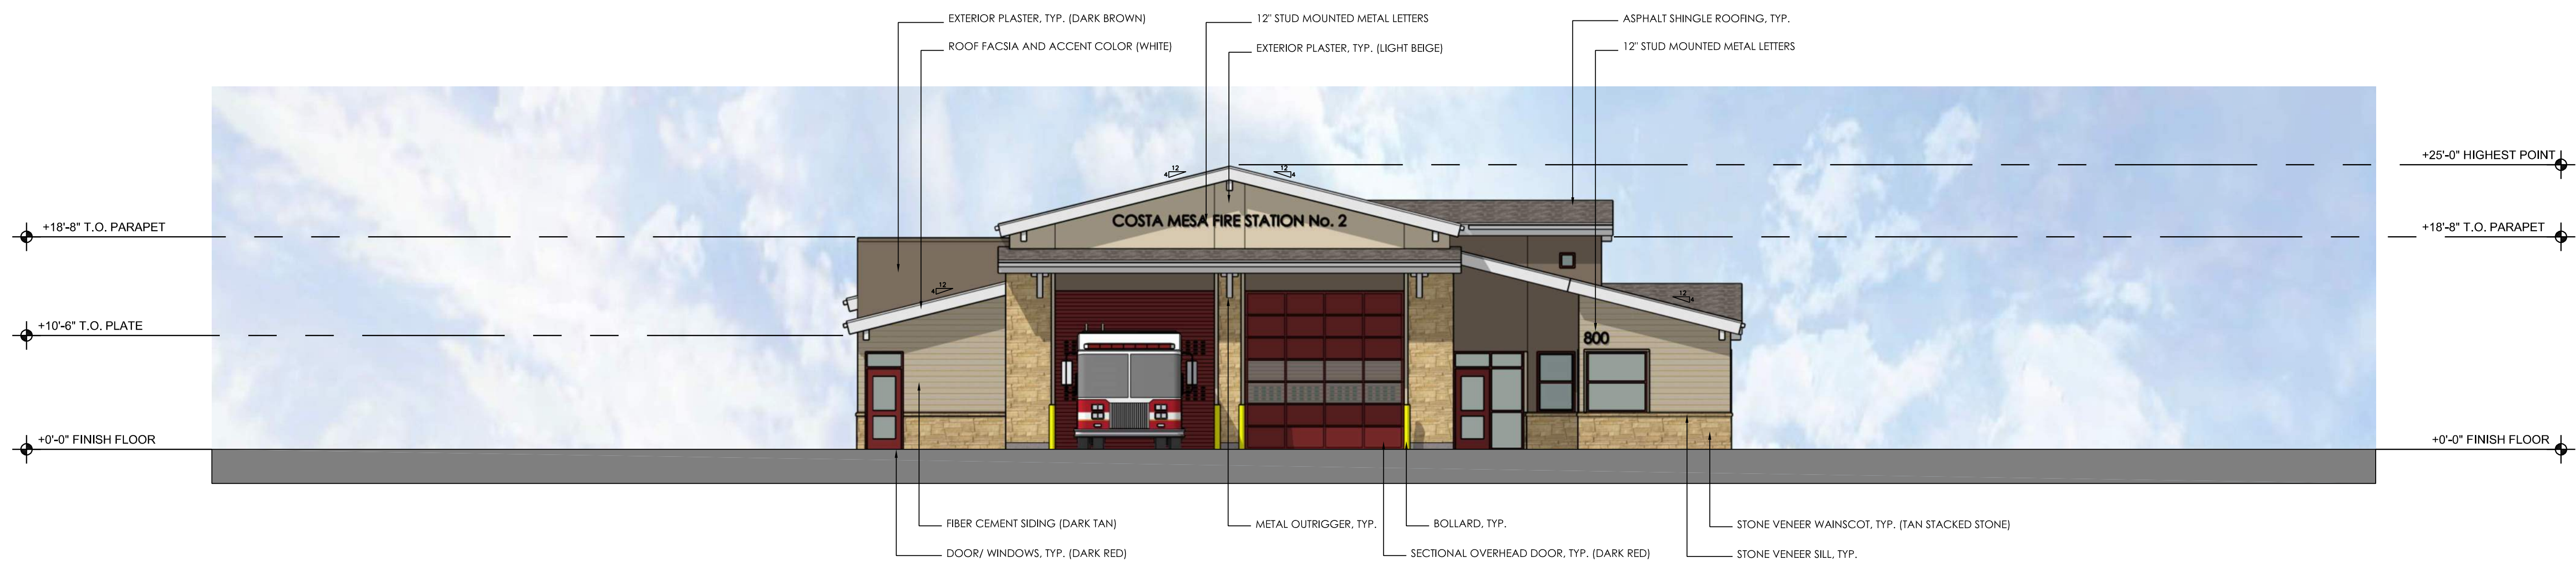 EXTERIOR PLASTER, TYP. (DARK BROWN)
12" STUD MOUNTED METAL LETTERS
ASPHALT SHINGLE ROOFING, TYP.
ROOF FACSIA AND ACCENT COLOR (WHITE)
EXTERIOR PLASTER, TYP. (LIGHT BEIGE)
12" STUD MOUNTED METAL LETTERS
+25'-0" HIGHEST POINT
12
4
12
4
COSTA MESA FIRE STATION No. 2
+18'-8" T.O. PARAPET
+18'-8" T.O. PARAPET
12
4
12
4
+10'-6" T.O. PLATE
800
+0'-0" FINISH FLOOR
+0'-0" FINISH FLOOR
FIBER CEMENT SIDING (DARK TAN)
METAL OUTRIGGER, TYP.
BOLLARD, TYP.
STONE VENEER WAINSCOT, TYP. (TAN STACKED STONE)
DOOR/ WINDOWS, TYP. (DARK RED)
SECTIONAL OVERHEAD DOOR, TYP. (DARK RED)
STONE VENEER SILL, TYP.